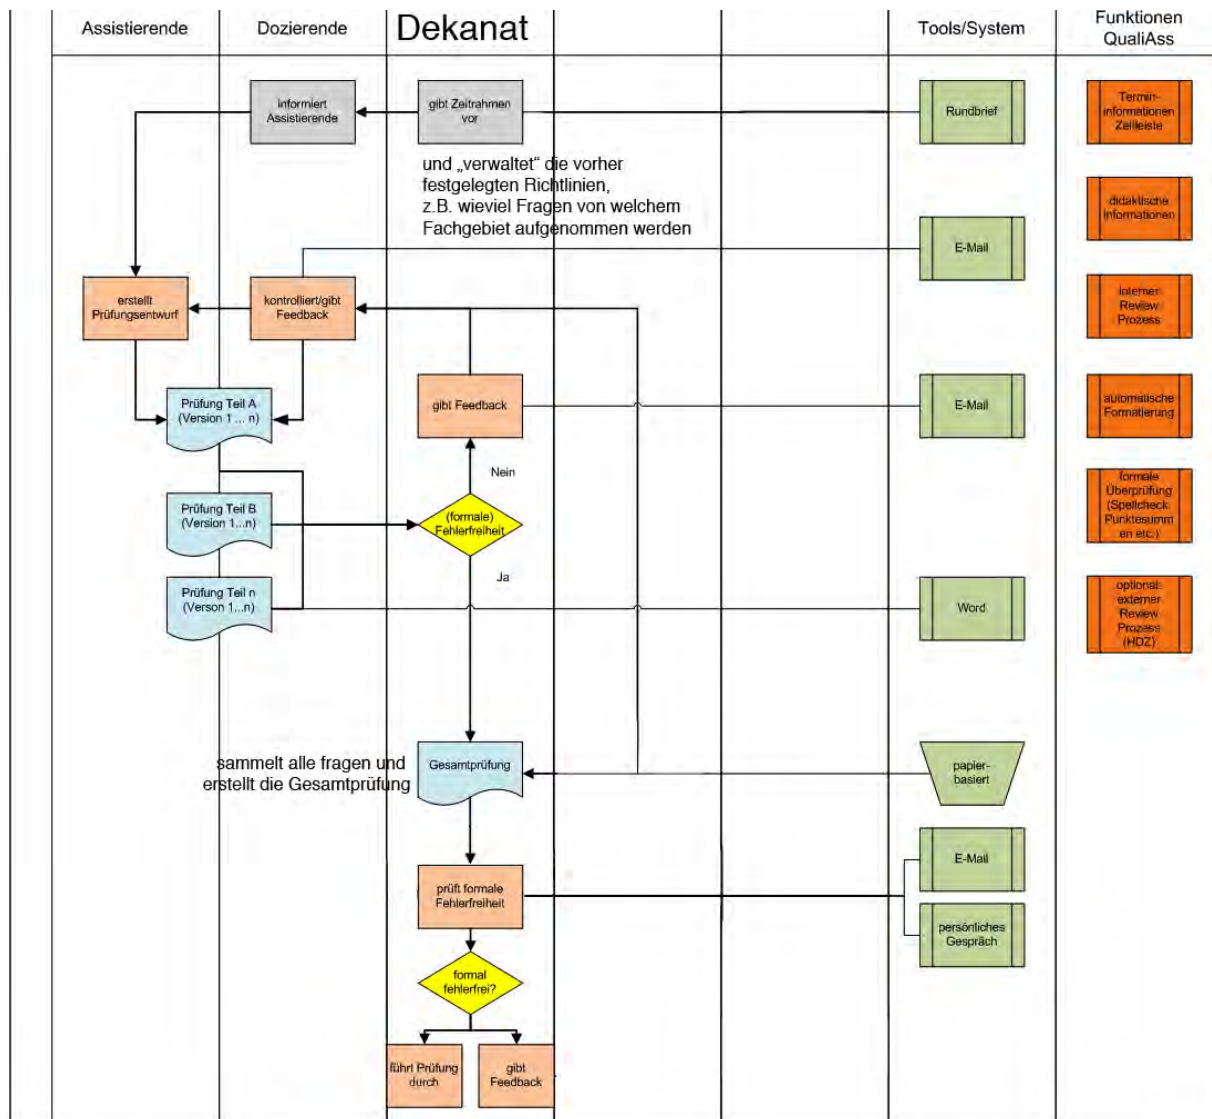 Assistierende
Dozierende
Dekanat
Tools/System
Funktionen
QualiAss
informiert
Assistierende
gibt Zeitrahmen
vor
Rundbrief
Termin-
informationen
Zeitleiste
und „verwaltet“ die vorher
festgelegten Richtlinien,
z.B. wieviel Fragen von welchem
Fachgebiet aufgenommen werden
didaktische
Informationen
E-Mail
erstellt
Prüfungsentwurf
kontrolliert/gibt
Feedback
interner
Review
Prozess
Prüfung Teil A
(Version 1 ... n)
gibt Feedback
E-Mail
automatische
Formatierung
Nein
Prüfung Teil B
(Version 1...n)
(formale)
Fehlerfreiheit
formale
Überprüfung
(Spellcheck
Punktesumm
en etc.)
Ja
Prüfung Teil n
(Verson 1...n)
Word
optional:
externer
Review
Prozess
(HDZ)
sammelt alle fragen und
erstellt die Gesamtprüfung
Gesamtprüfung
papier-
basiert
prüft formale
Fehlerfreiheit
E-Mail
persönliches
Gespräch
formal
fehlerfrei?
führt Prüfung
durch
gibt
Feedback